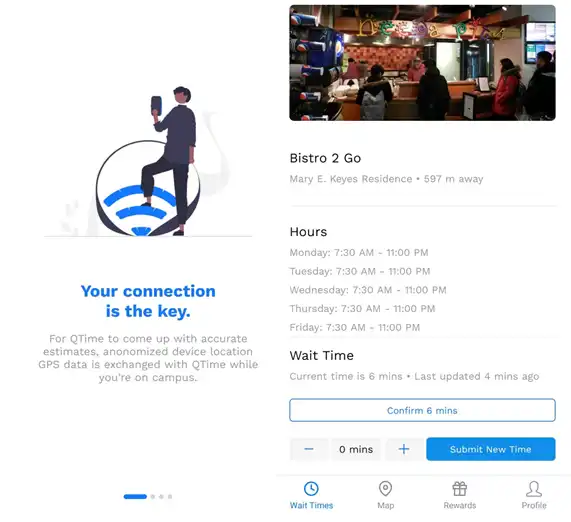 Your connection
is the key.
For QTime to come up with accurate
estimates, anonomized device location
GPS data is exchanged with QTime while
you're on campus.
Bistro 2 Go
Mary E. Keyes Residence • 597 m away
Hours
Monday: 7:30 AM - 11:00 PM
Tuesday: 7:30 AM - 11:00 PM
Wednesday: 7:30 AM - 11:00 PM
Thursday: 7:30 AM - 11:00 PM
Friday: 7:30 AM - 11:00 PM
Wait Time
Current time is 6 mins • Last updated 4 mins ago
Confirm 6 mins
− 0 mins + Submit New Time
Wait Times Map Rewards Profile